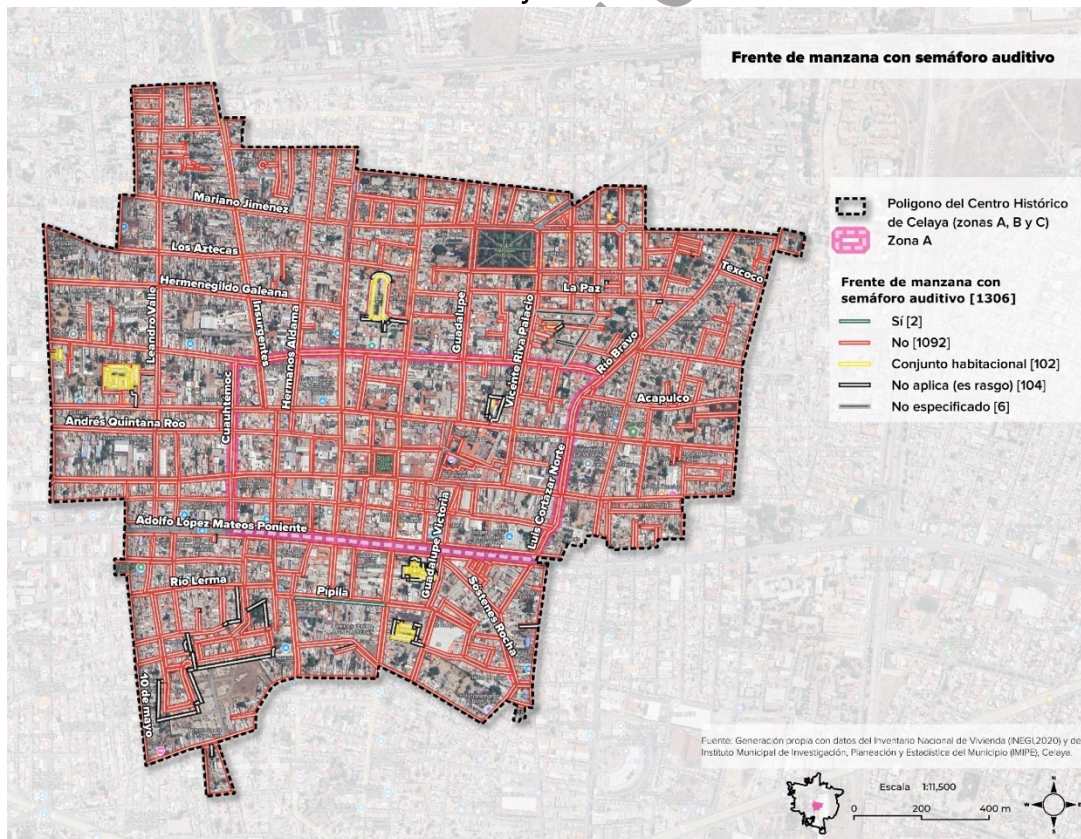 Frente de manzana con semáforo auditivo
Poligono del Centro Histórico
de Celaya (zonas A, B y C)
Zona A
Frente de manzana con
semáforo auditivo [1306]
Sí [2]
No [1092]
Conjunto habitacional [102]
No aplica (es rasgo) [104]
No especificado [6]
Mariano Jiménez
Los Aztecas
Hermenegildo Galeana
Leandro Valle
Insurgentes
Hermanos Aldama
Guadalupe
Vicente Riva Palacio
La Paz
Texcoco
Río Bravo
Acapulco
Cuauhtémoc
Andrés Quintana Roo
Adolfo López Mateos Poniente
Guadalupe Victoria
Luis Cortazar Norte
Río Lerma
Pípila
Sóstenes Rocha
10 de mayo
Fuente: Generación propia con datos del Inventario Nacional de Vivienda (INEGI,2020) y de
Instituto Municipal de Investigación, Planeación y Estadística del Municipio (IMIPE), Celaya.
Escala 1:11,500
0 200 400 m
N
W
S